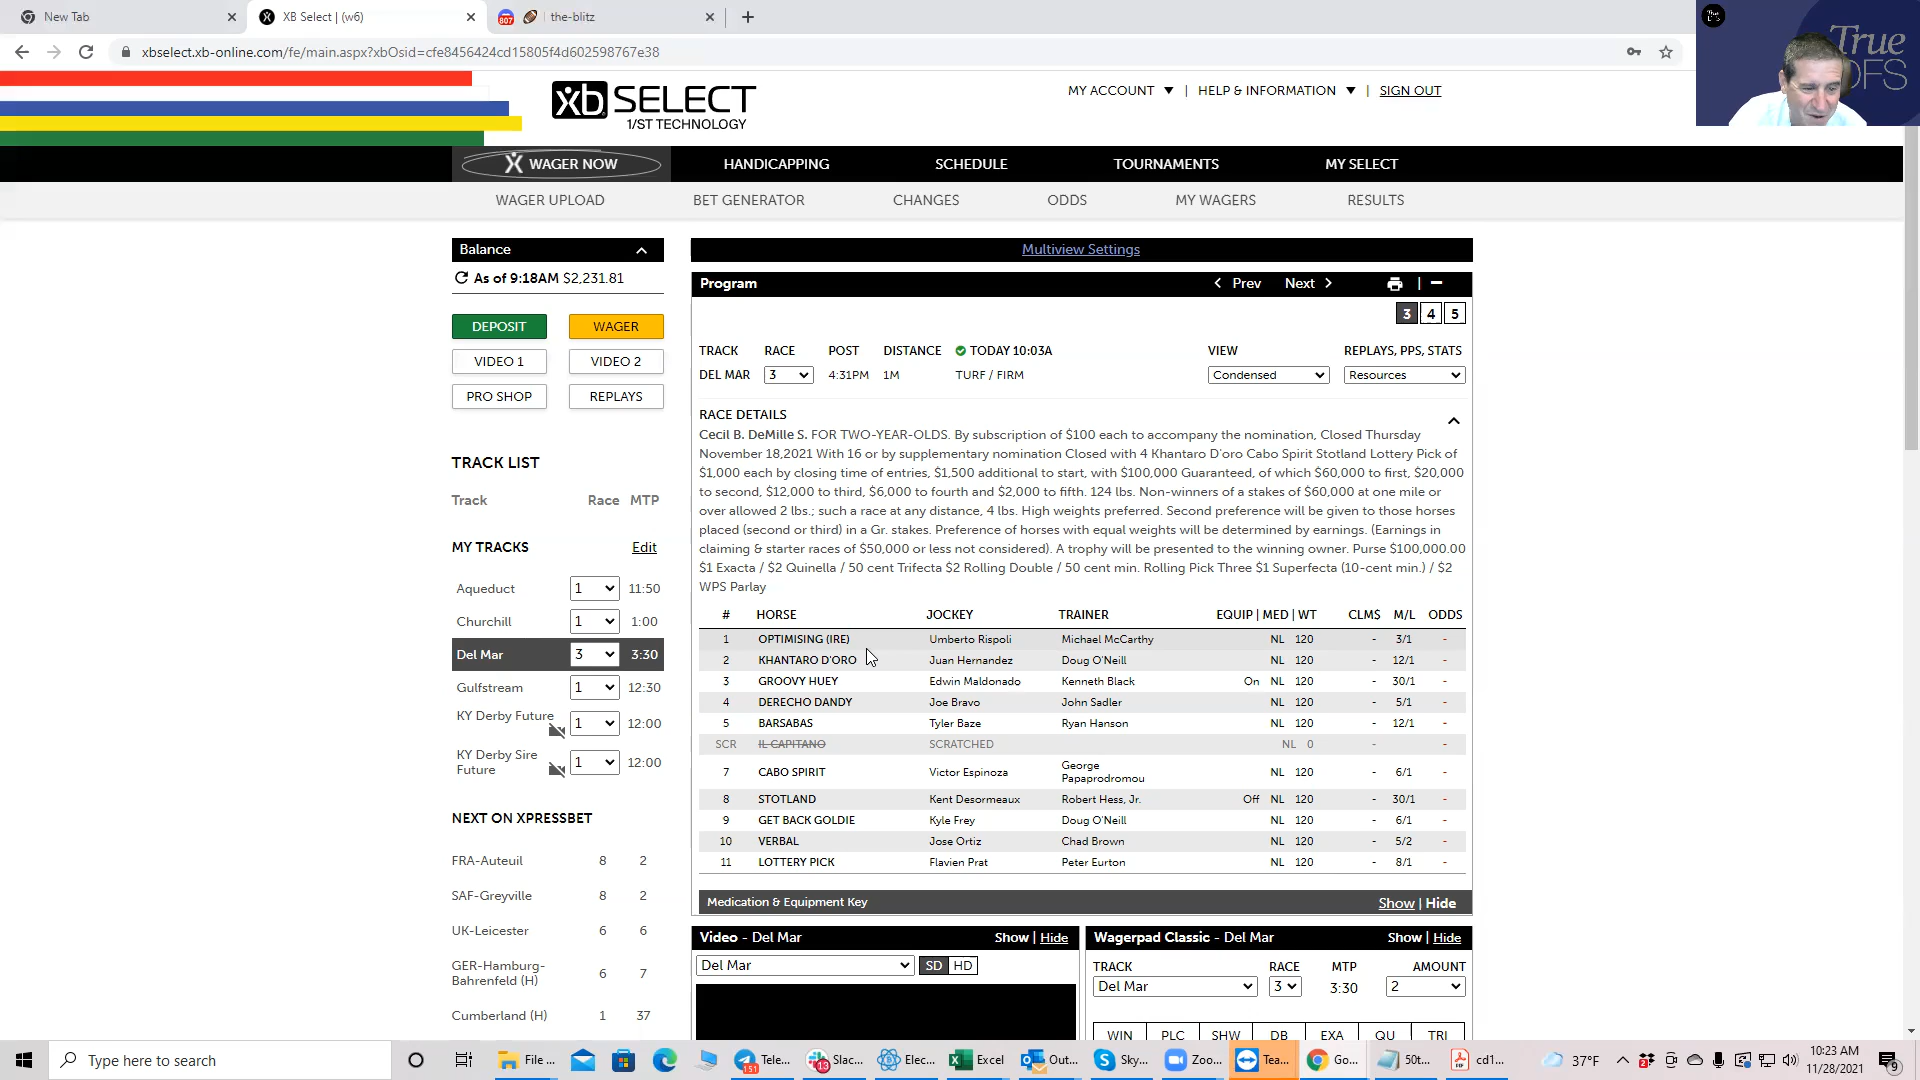 New Tab
XB Select | (w6)
807 the-blitz
xbselect.xb-online.com/fe/main.aspx?xbOsid=cfe8456424cd15805f4d602598767e38
True
DFS
xb SELECT
1/ST TECHNOLOGY
MY ACCOUNT | HELP & INFORMATION | SIGN OUT
WAGER NOW HANDICAPPING SCHEDULE TOURNAMENTS MY SELECT
WAGER UPLOAD BET GENERATOR CHANGES ODDS MY WAGERS RESULTS
Balance
As of 9:18AM $2,231.81
DEPOSIT WAGER
VIDEO 1 VIDEO 2
PRO SHOP REPLAYS
TRACK LIST
Track Race MTP
MY TRACKS Edit
Aqueduct 1 11:50
Churchill 1 1:00
Del Mar 3 3:30
Gulfstream 1 12:30
KY Derby Future 1 12:00
KY Derby Sire
Future 1 12:00
NEXT ON XPRESSBET
FRA-Auteuil 8 2
SAF-Greyville 8 2
UK-Leicester 6 6
GER-Hamburg-
Bahrenfeld (H) 6 7
Cumberland (H) 1 37
Multiview Settings
Program Prev Next | −
3 4 5
TRACK RACE POST DISTANCE TODAY 10:03A VIEW REPLAYS, PPS, STATS
DEL MAR 3 4:31PM 1M TURF / FIRM Condensed Resources
RACE DETAILS
Cecil B. DeMille S. FOR TWO-YEAR-OLDS. By subscription of $100 each to accompany the nomination, Closed Thursday
November 18,2021 With 16 or by supplementary nomination Closed with 4 Khantaro D'oro Cabo Spirit Stotland Lottery Pick of
$1,000 each by closing time of entries, $1,500 additional to start, with $100,000 Guaranteed, of which $60,000 to first, $20,000
to second, $12,000 to third, $6,000 to fourth and $2,000 to fifth. 124 lbs. Non-winners of a stakes of $60,000 at one mile or
over allowed 2 lbs.; such a race at any distance, 4 lbs. High weights preferred. Second preference will be given to those horses
placed (second or third) in a Gr. stakes. Preference of horses with equal weights will be determined by earnings. (Earnings in
claiming & starter races of $50,000 or less not considered). A trophy will be presented to the winning owner. Purse $100,000.00
$1 Exacta / $2 Quinella / 50 cent Trifecta $2 Rolling Double / 50 cent min. Rolling Pick Three $1 Superfecta (10-cent min.) / $2
WPS Parlay
# HORSE JOCKEY TRAINER EQUIP | MED | WT CLM$ M/L ODDS
1 OPTIMISING (IRE) Umberto Rispoli Michael McCarthy NL 120 - 3/1 -
2 KHANTARO D'ORO Juan Hernandez Doug O'Neill NL 120 - 12/1 -
3 GROOVY HUEY Edwin Maldonado Kenneth Black On NL 120 - 30/1 -
4 DERECHO DANDY Joe Bravo John Sadler NL 120 - 5/1 -
5 BARSABAS Tyler Baze Ryan Hanson NL 120 - 12/1 -
SCR IL CAPITANO SCRATCHED NL 0 - -
7 CABO SPIRIT Victor Espinoza George Papaprodromou NL 120 - 6/1 -
8 STOTLAND Kent Desormeaux Robert Hess, Jr. Off NL 120 - 30/1 -
9 GET BACK GOLDIE Kyle Frey Doug O'Neill NL 120 - 6/1 -
10 VERBAL Jose Ortiz Chad Brown NL 120 - 5/2 -
11 LOTTERY PICK Flavien Prat Peter Eurton NL 120 - 8/1 -
Medication & Equipment Key Show | Hide
Video - Del Mar Show | Hide
Del Mar SD HD
Wagerpad Classic - Del Mar Show | Hide
TRACK RACE MTP AMOUNT
Del Mar 3 3:30 2
WIN PLC SHW DB EXA QU TRI
Type here to search
File ... 151 Tele... 13 Slac... Elec... Excel Out... Sky... Zoo... Tea... Go... 50t... cd1...
37°F
10:23 AM
11/28/2021
9